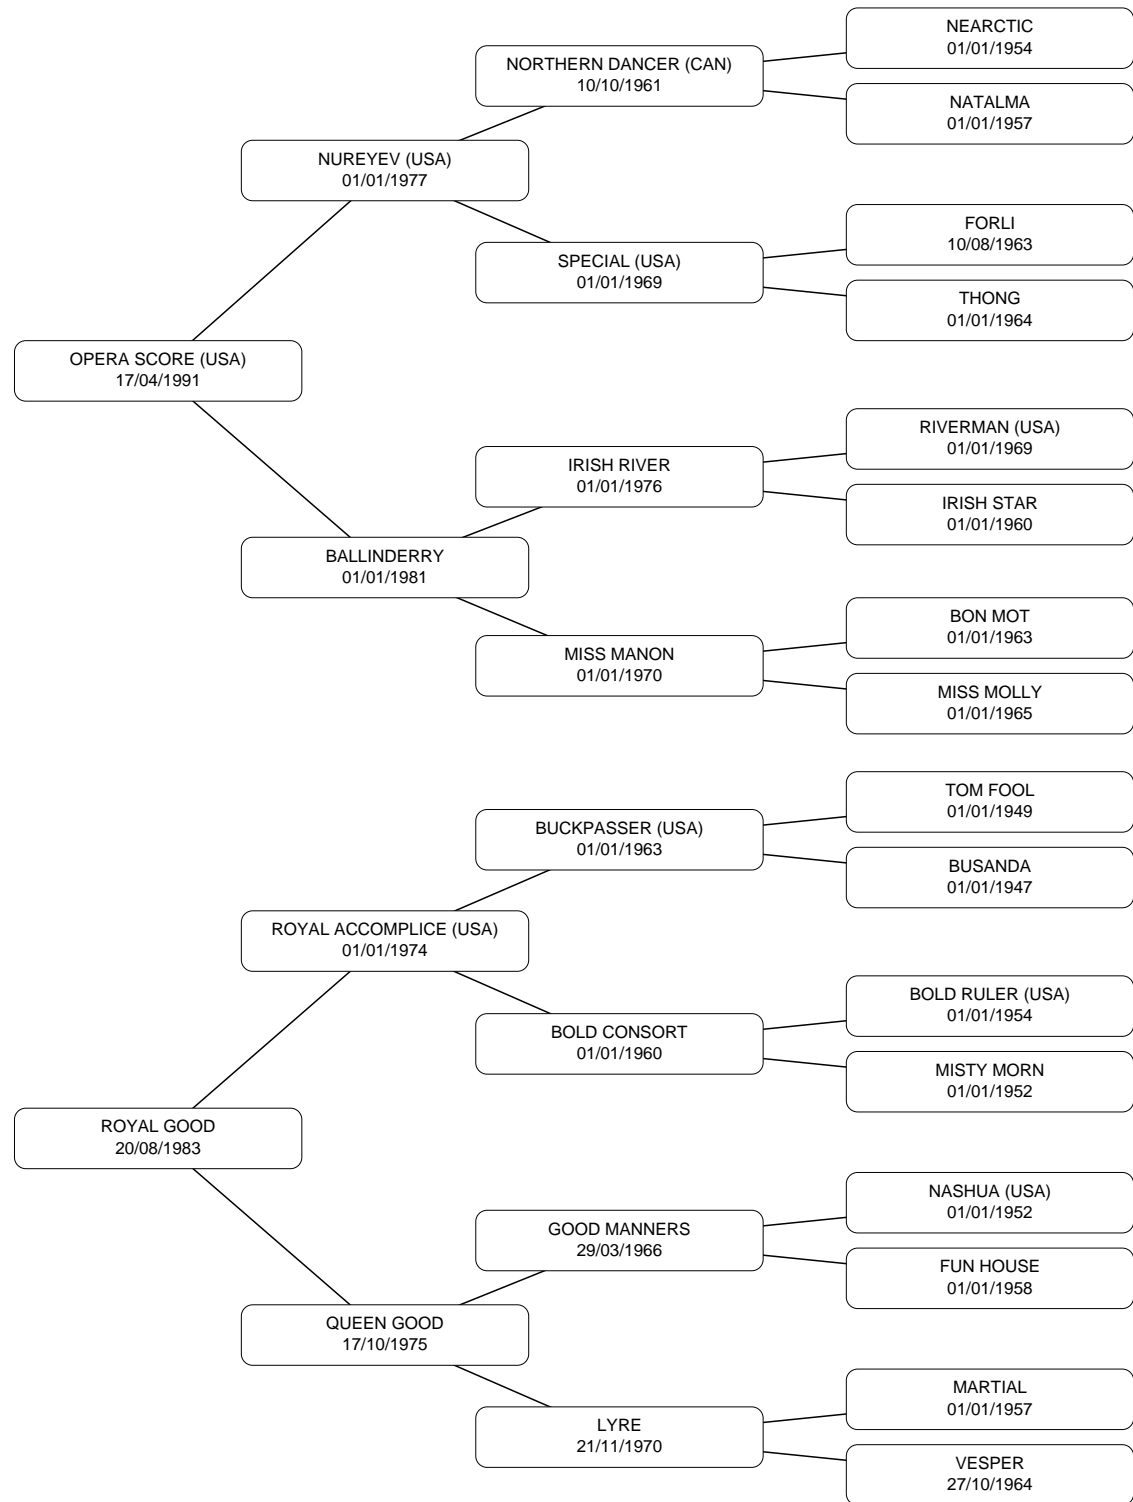 NEARCTIC
01/01/1954
NORTHERN DANCER (CAN)
10/10/1961
NATALMA
01/01/1957
NUREYEV (USA)
01/01/1977
FORLI
10/08/1963
SPECIAL (USA)
01/01/1969
THONG
01/01/1964
OPERA SCORE (USA)
17/04/1991
RIVERMAN (USA)
01/01/1969
IRISH RIVER
01/01/1976
IRISH STAR
01/01/1960
BALLINDERRY
01/01/1981
BON MOT
01/01/1963
MISS MANON
01/01/1970
MISS MOLLY
01/01/1965
TOM FOOL
01/01/1949
BUCKPASSER (USA)
01/01/1963
BUSANDA
01/01/1947
ROYAL ACCOMPLICE (USA)
01/01/1974
BOLD RULER (USA)
01/01/1954
BOLD CONSORT
01/01/1960
MISTY MORN
01/01/1952
ROYAL GOOD
20/08/1983
NASHUA (USA)
01/01/1952
GOOD MANNERS
29/03/1966
FUN HOUSE
01/01/1958
QUEEN GOOD
17/10/1975
MARTIAL
01/01/1957
LYRE
21/11/1970
VESPER
27/10/1964